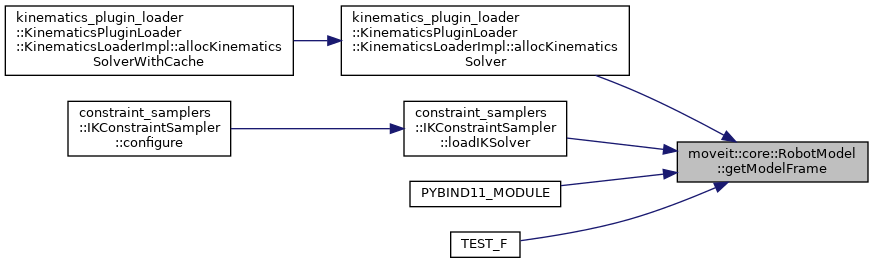 kinematics_plugin_loader
::KinematicsPluginLoader
::KinematicsLoaderImpl::allocKinematics
SolverWithCache
kinematics_plugin_loader
::KinematicsPluginLoader
::KinematicsLoaderImpl::allocKinematics
Solver
constraint_samplers
::IKConstraintSampler
::configure
constraint_samplers
::IKConstraintSampler
::loadIKSolver
moveit::core::RobotModel
::getModelFrame
PYBIND11_MODULE
TEST_F